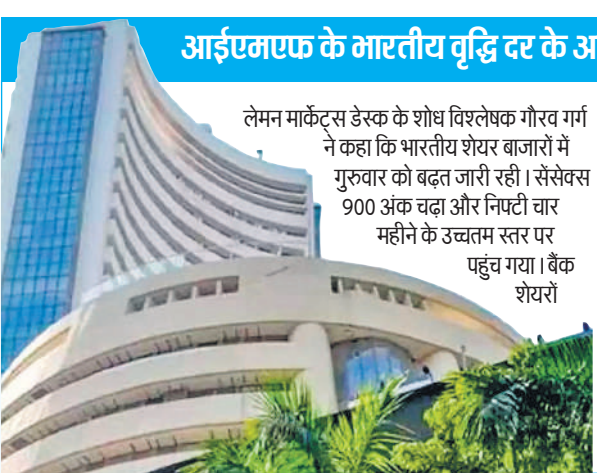 आईएमएफ के भारतीय वृद्धि दर के
लेमन मार्केट्स डेस्क के शोध विश्लेषक गौरव गर्ग
ने कहा कि भारतीय शेयर बाजारों में
गुरुवार को बढ़त जारी रही। सेंसेक्स
900 अंक चढ़ा और निफ्टी चार
महीने के उच्चतम स्तर पर
पहुंच गया। बैंक
शेयरों